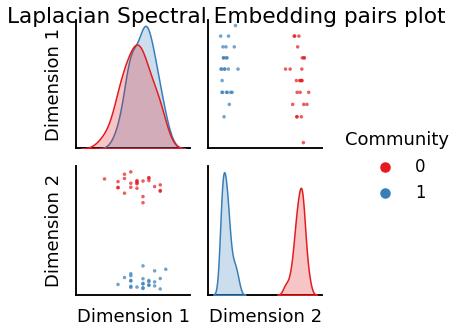 Laplacian Spectral Embedding pairs plot
Dimension 1
Community
0
1
Dimension 2
Dimension 1
Dimension 2